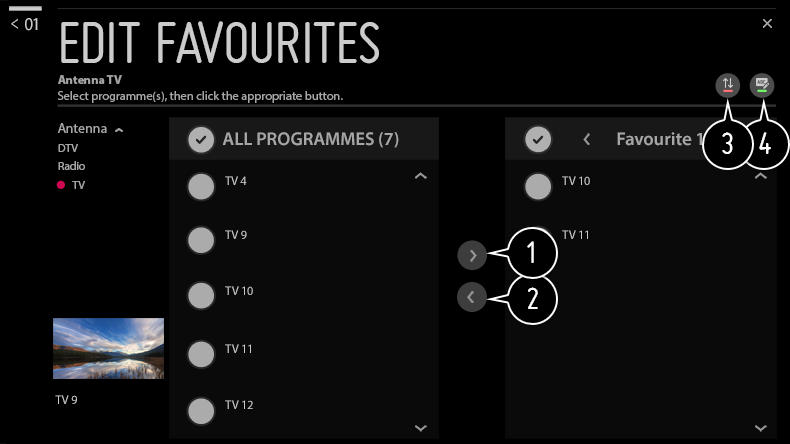 < 01
EDIT FAVOURITES
Antenna TV
Select programme(s), then click the appropriate button.
Antenna
DTV
Radio
TV
TV 9
ALL PROGRAMMES (7)
TV 4
TV 9
TV 10
TV 11
TV 12
1
2
Favourite 1
TV 10
TV 11
3
4